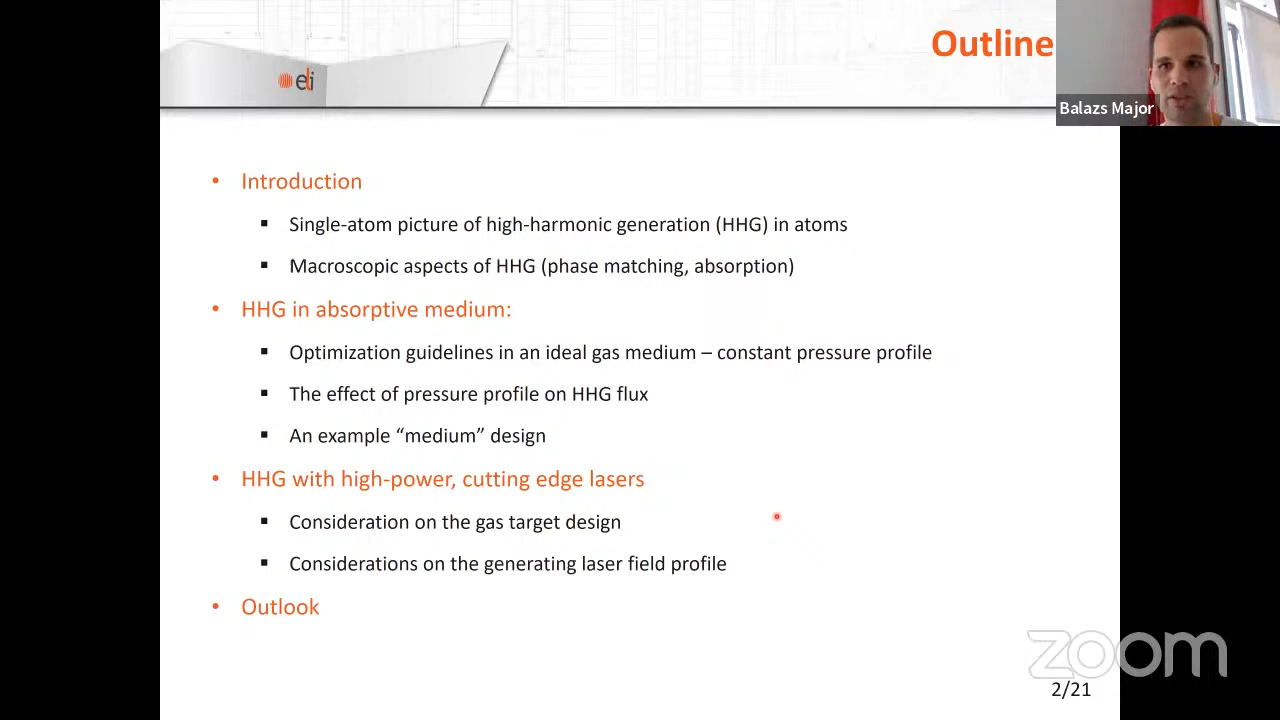 Outline
eli
Balazs Major
• Introduction
▪ Single-atom picture of high-harmonic generation (HHG) in atoms
▪ Macroscopic aspects of HHG (phase matching, absorption)
• HHG in absorptive medium:
▪ Optimization guidelines in an ideal gas medium – constant pressure profile
▪ The effect of pressure profile on HHG flux
▪ An example “medium” design
• HHG with high-power, cutting edge lasers
▪ Consideration on the gas target design
▪ Considerations on the generating laser field profile
• Outlook
zoom
2/21